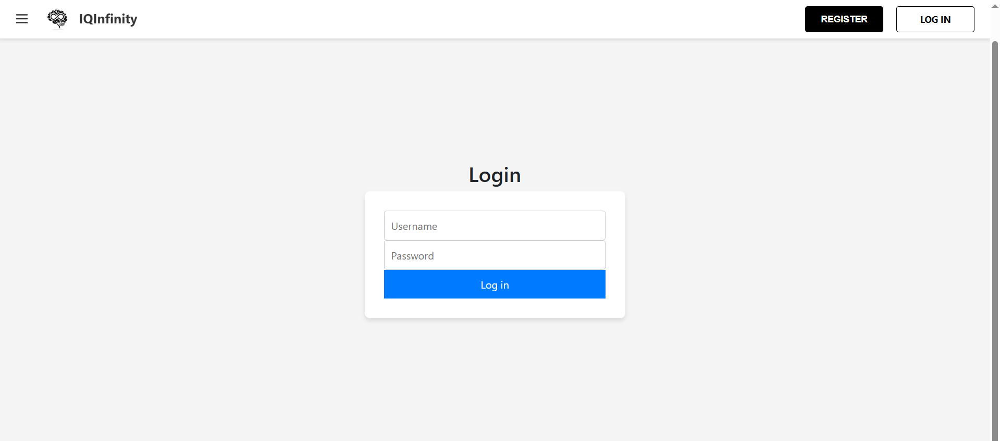 IQInfinity
REGISTER
LOG IN
Login
Username
Password
Log in